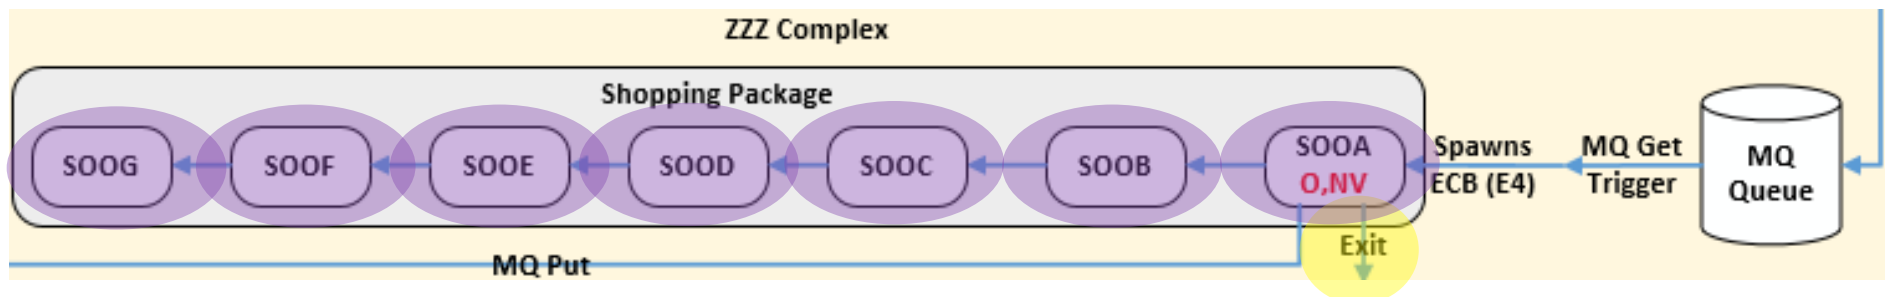 ZZZ Complex
Shopping Package
SOOG
SOOF
SOOE
SOOD
SOOC
SOOB
SOOA
O,NV
Spawns
ECB (E4)
MQ Get
Trigger
MQ
Queue
Exit
MQ Put